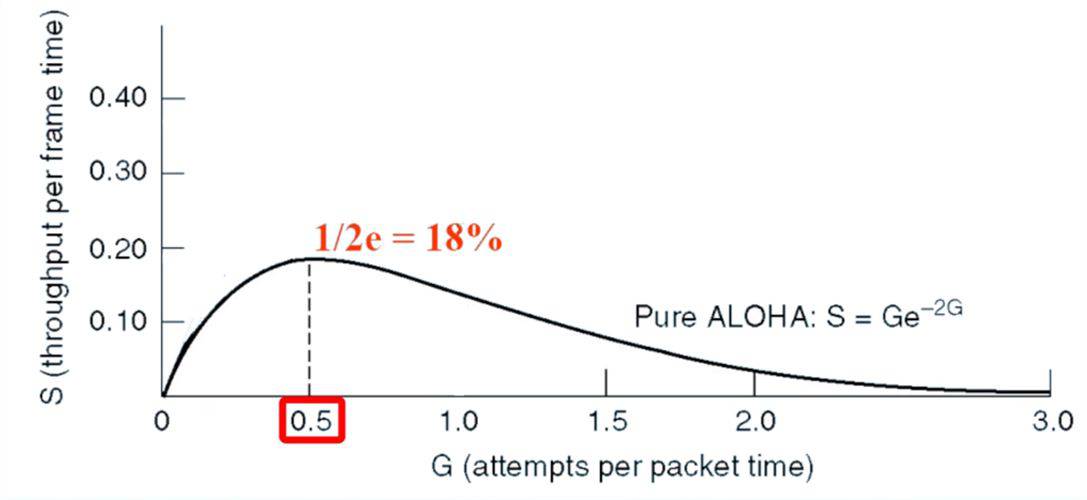 S (throughput per frame time)
0.40
0.30
0.20
0.10
1/2e = 18%
Pure ALOHA: S = Ge⁻²ᴳ
0 0.5 1.0 1.5 2.0 3.0
G (attempts per packet time)